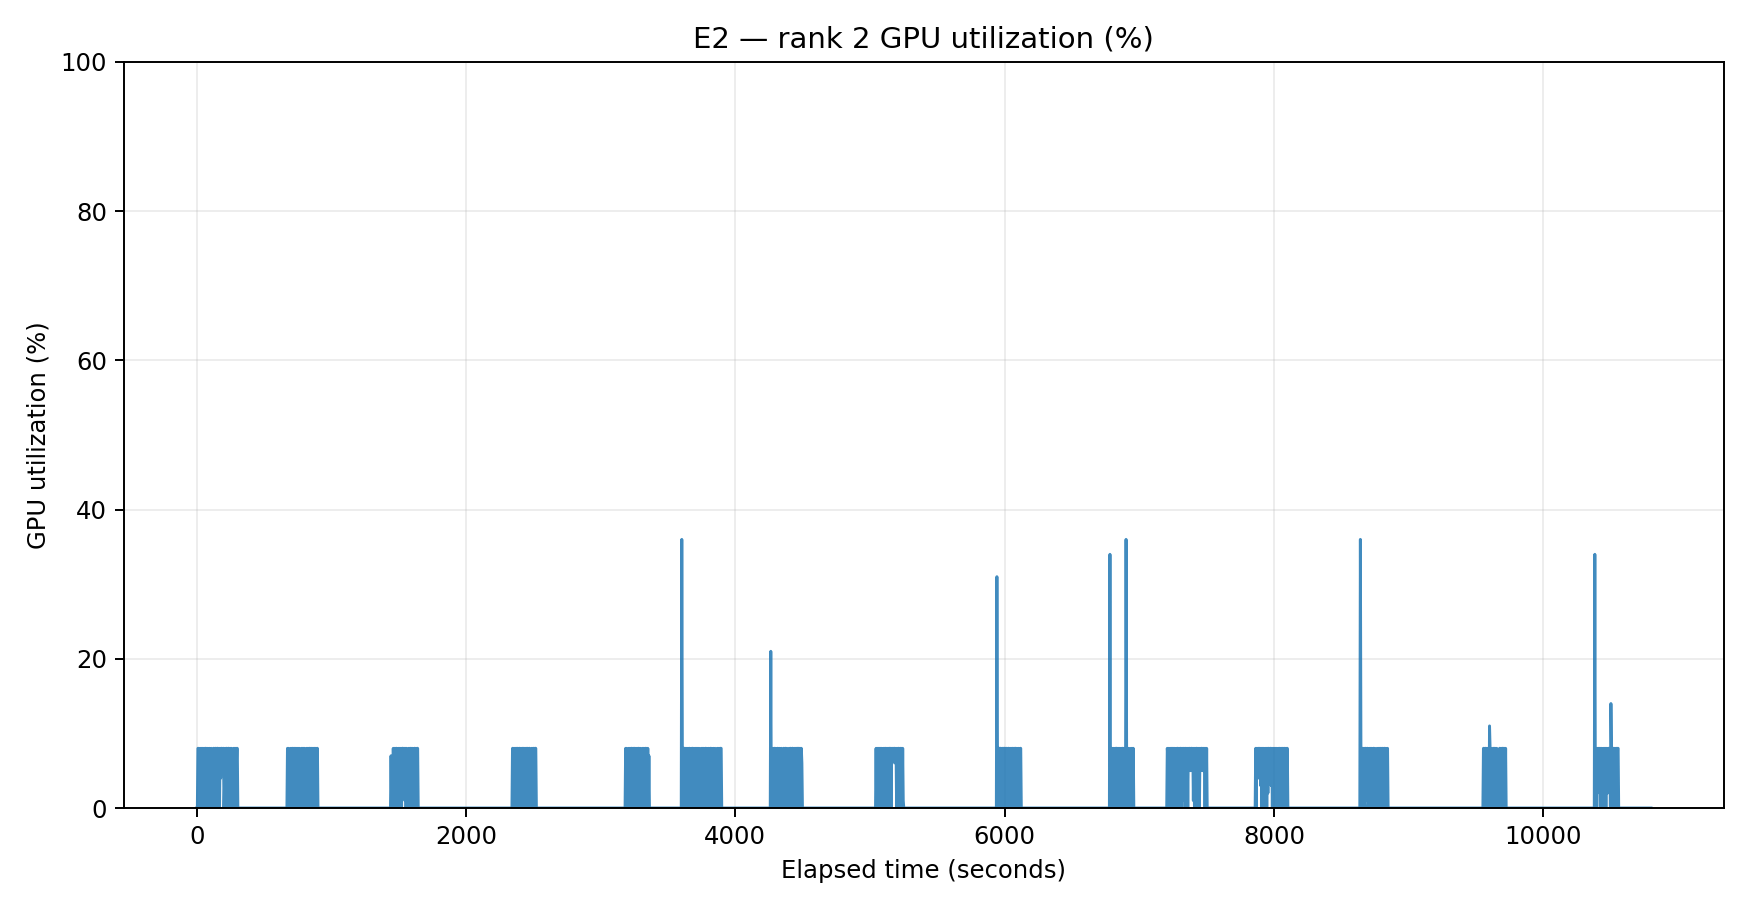 E2 — rank 2 GPU utilization (%)
100
80
60
40
20
0
GPU utilization (%)
0 2000 4000 6000 8000 10000
Elapsed time (seconds)